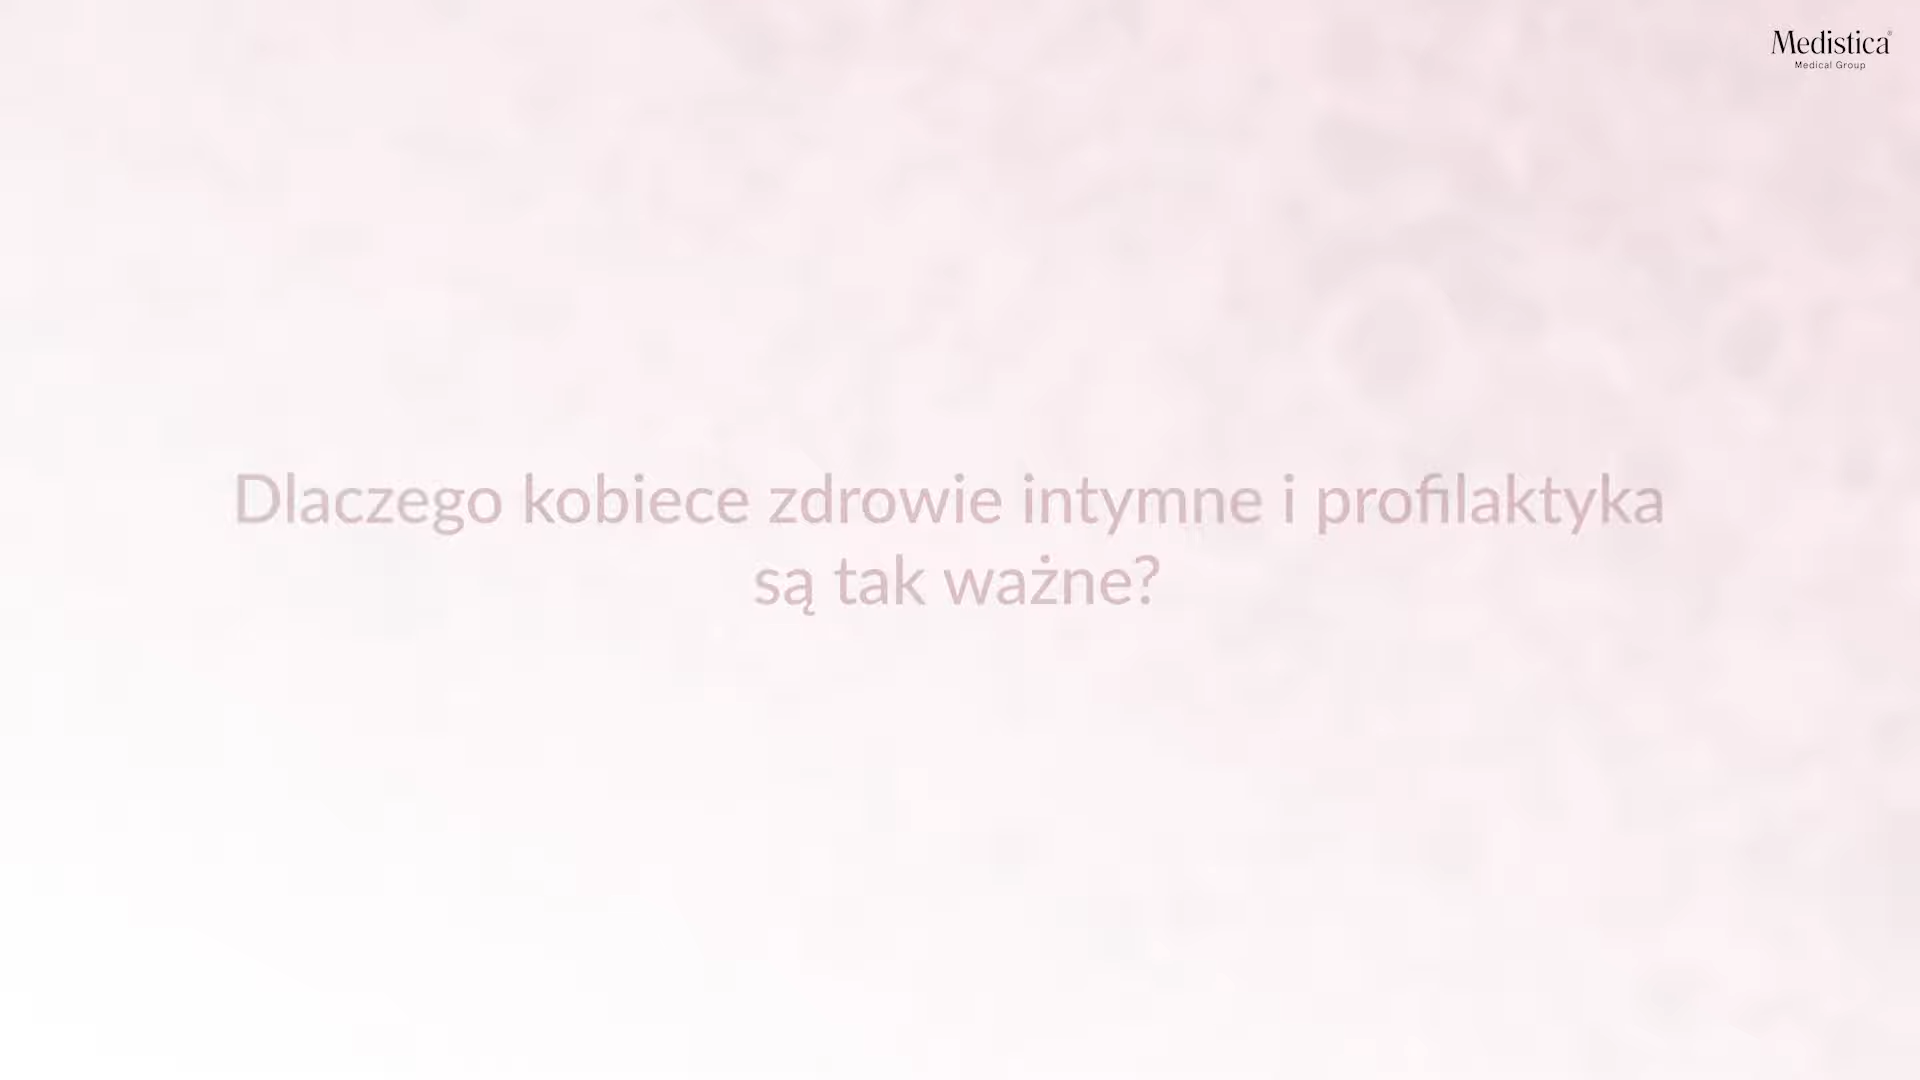 Medistica®
Medical Group
Dlaczego kobiece zdrowie intymne i profilaktyka
są tak ważne?